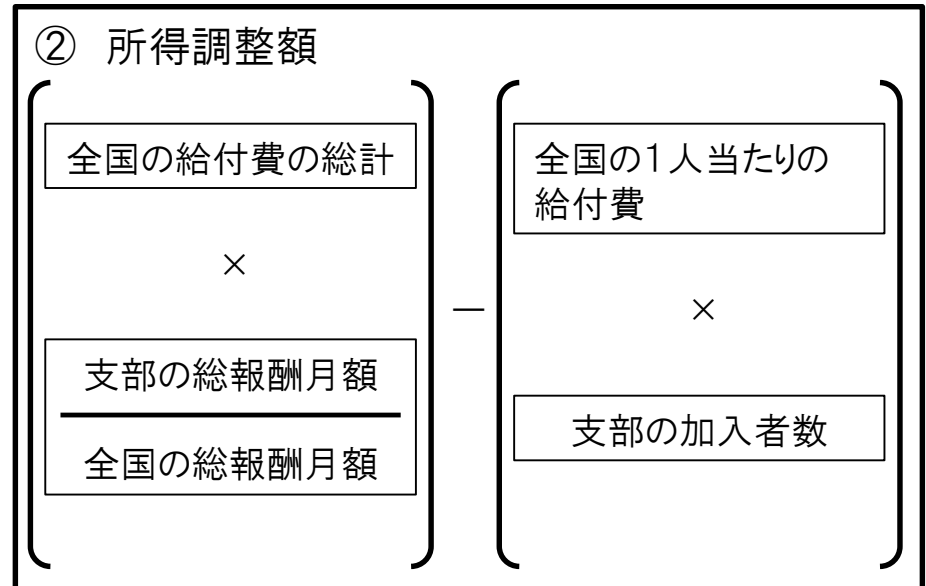 ② 所得調整額
全国の給付費の総計
×
支部の総報酬月額
全国の総報酬月額
－
全国の1人当たりの
給付費
×
支部の加入者数